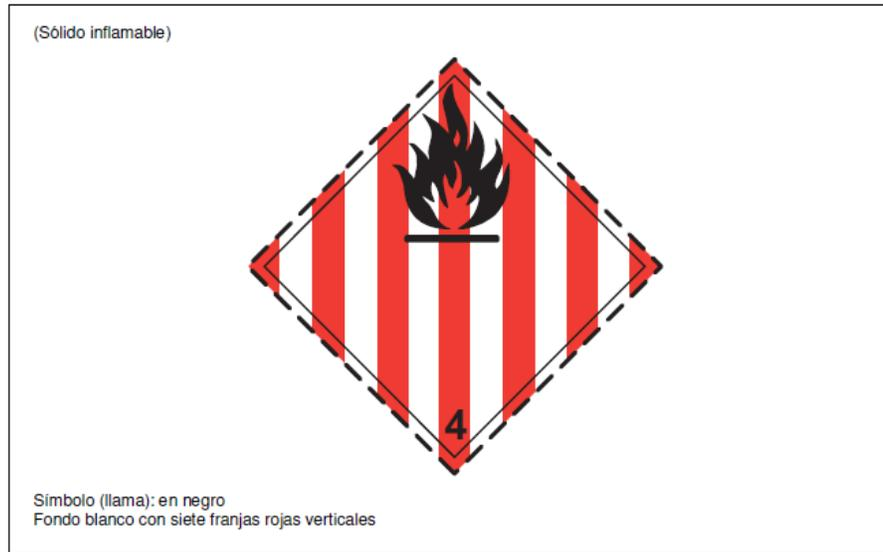 (Sólido inflamable)
4
Símbolo (llama): en negro
Fondo blanco con siete franjas rojas verticales